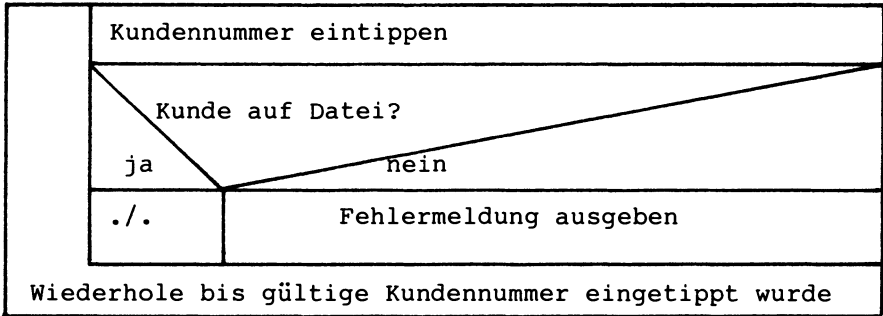 Kundennummer eintippen
Kunde auf Datei?
ja nein
./. Fehlermeldung ausgeben
Wiederhole bis gültige Kundennummer eingetippt wurde